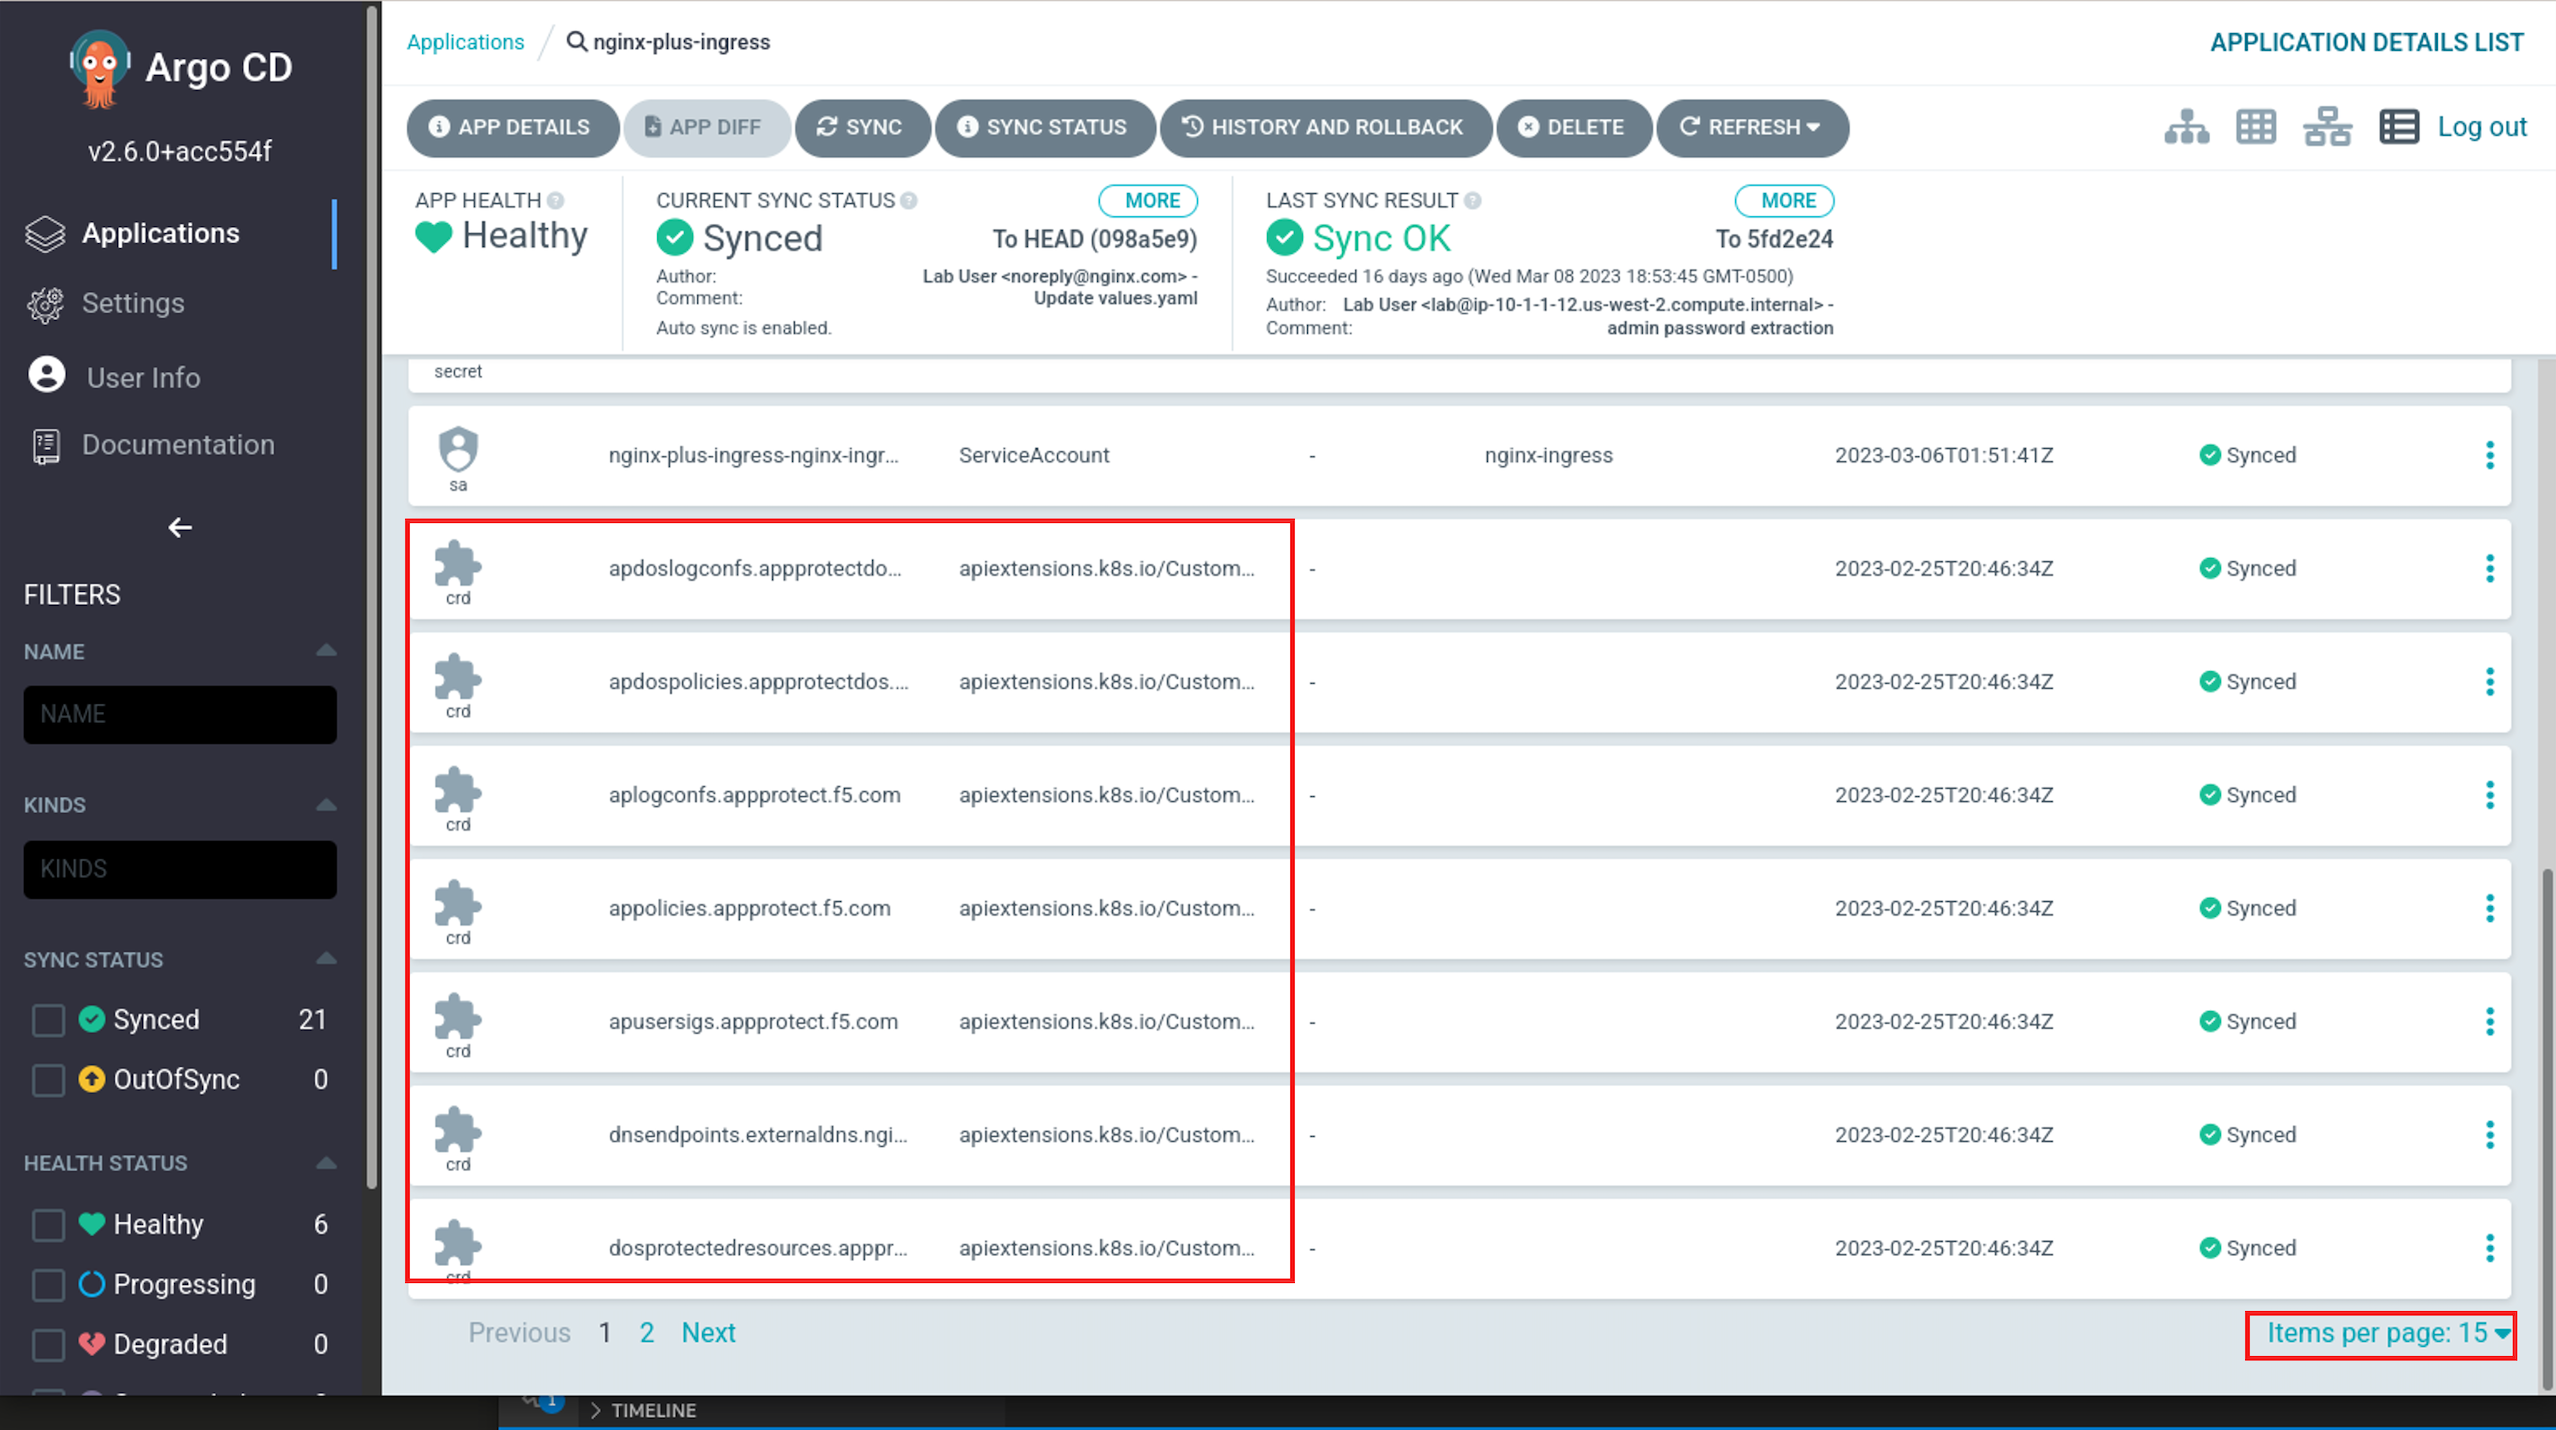 Argo CD
v2.6.0+acc554f
Applications
Settings
User Info
Documentation
FILTERS
NAME
NAME
KINDS
KINDS
SYNC STATUS
Synced 21
OutOfSync 0
HEALTH STATUS
Healthy 6
Progressing 0
Degraded 0
Applications / nginx-plus-ingress
APPLICATION DETAILS LIST
APP DETAILS APP DIFF SYNC SYNC STATUS HISTORY AND ROLLBACK DELETE REFRESH Log out
APP HEALTH
Healthy
CURRENT SYNC STATUS MORE
Synced To HEAD (098a5e9)
Author: Lab User <noreply@nginx.com> -
Comment: Update values.yaml
Auto sync is enabled.
LAST SYNC RESULT MORE
Sync OK To 5fd2e24
Succeeded 16 days ago (Wed Mar 08 2023 18:53:45 GMT-0500)
Author: Lab User <lab@ip-10-1-1-12.us-west-2.compute.internal> -
Comment: admin password extraction
secret
nginx-plus-ingress-nginx-ingr... ServiceAccount - nginx-ingress 2023-03-06T01:51:41Z Synced
sa
apdoslogconfs.appprotectdo... apiextensions.k8s.io/Custom... - 2023-02-25T20:46:34Z Synced
crd
apdospolicies.appprotectdos.... apiextensions.k8s.io/Custom... - 2023-02-25T20:46:34Z Synced
crd
aplogconfs.appprotect.f5.com apiextensions.k8s.io/Custom... - 2023-02-25T20:46:34Z Synced
crd
appolicies.appprotect.f5.com apiextensions.k8s.io/Custom... - 2023-02-25T20:46:34Z Synced
crd
apusersigs.appprotect.f5.com apiextensions.k8s.io/Custom... - 2023-02-25T20:46:34Z Synced
crd
dnsendpoints.externaldns.ngi... apiextensions.k8s.io/Custom... - 2023-02-25T20:46:34Z Synced
crd
dosprotectedresources.apppr... apiextensions.k8s.io/Custom... - 2023-02-25T20:46:34Z Synced
crd
Previous 1 2 Next
Items per page: 15
1
TIMELINE